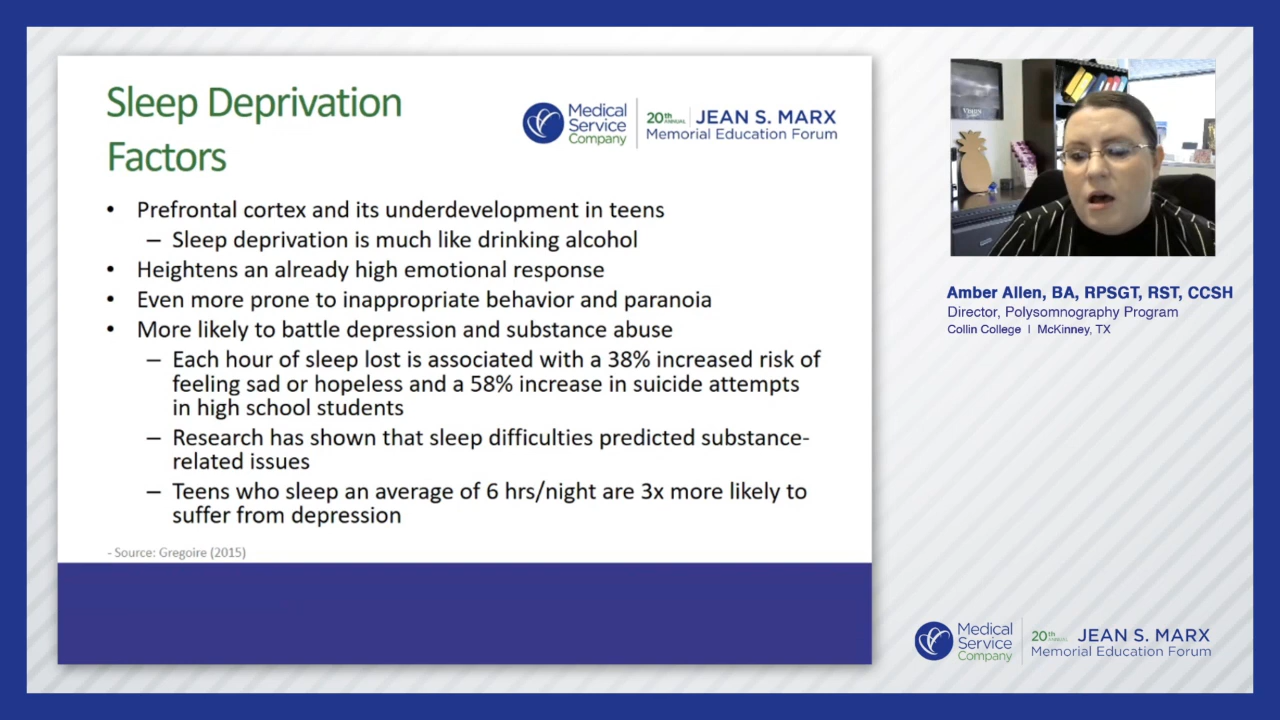 Sleep Deprivation
Factors
Medical
Service
Company
20th
ANNUAL
JEAN S. MARX
Memorial Education Forum
• Prefrontal cortex and its underdevelopment in teens
– Sleep deprivation is much like drinking alcohol
• Heightens an already high emotional response
• Even more prone to inappropriate behavior and paranoia
• More likely to battle depression and substance abuse
– Each hour of sleep lost is associated with a 38% increased risk of
feeling sad or hopeless and a 58% increase in suicide attempts
in high school students
– Research has shown that sleep difficulties predicted substance-
related issues
– Teens who sleep an average of 6 hrs/night are 3x more likely to
suffer from depression
- Source: Gregoire (2015)
Amber Allen, BA, RPSGT, RST, CCSH
Director, Polysomnography Program
Collin College | McKinney, TX
Medical
Service
Company
20th
ANNUAL
JEAN S. MARX
Memorial Education Forum